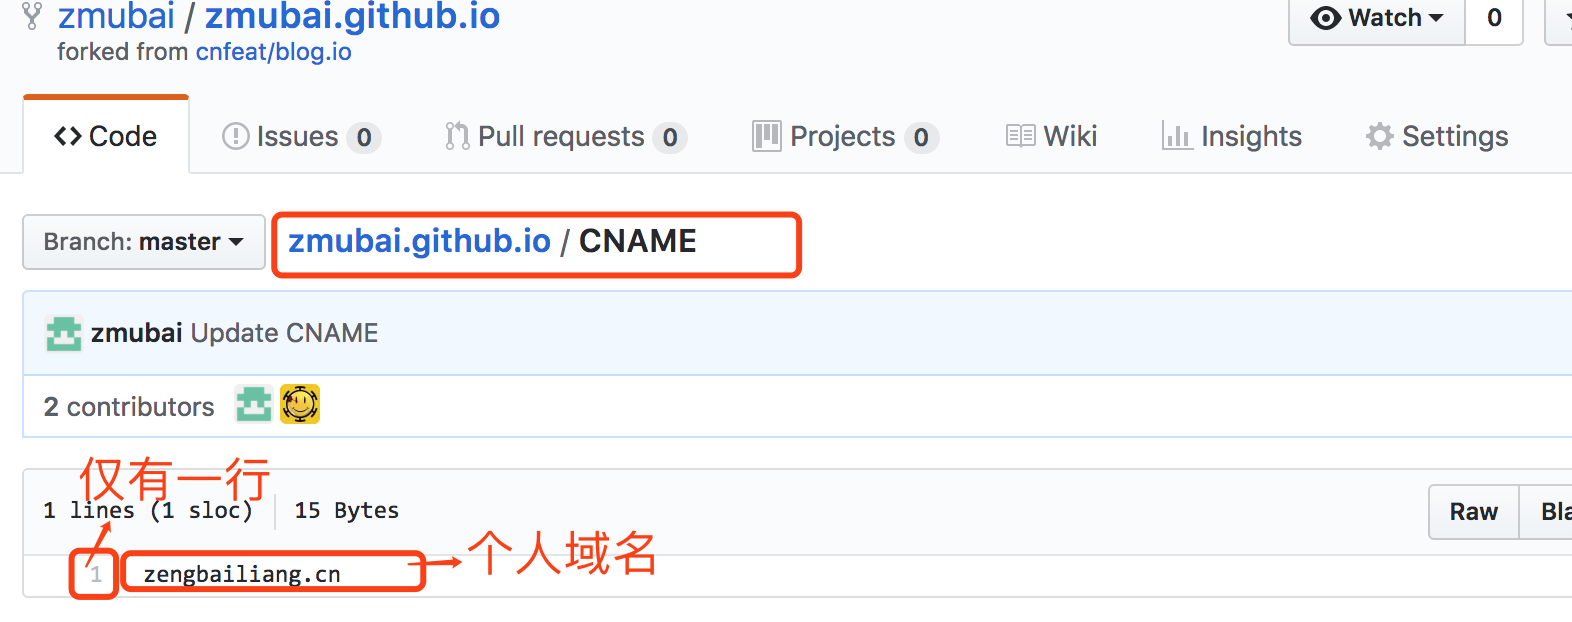 zmubai / zmubai.github.io
Watch 0
forked from cnfeat/blog.io
Code Issues 0 Pull requests 0 Projects 0 Wiki Insights Settings
Branch: master zmubai.github.io / CNAME
zmubai Update CNAME
2 contributors
仅有一行
1 lines (1 sloc) 15 Bytes
Raw Bla
个人域名
1 zengbailiang.cn